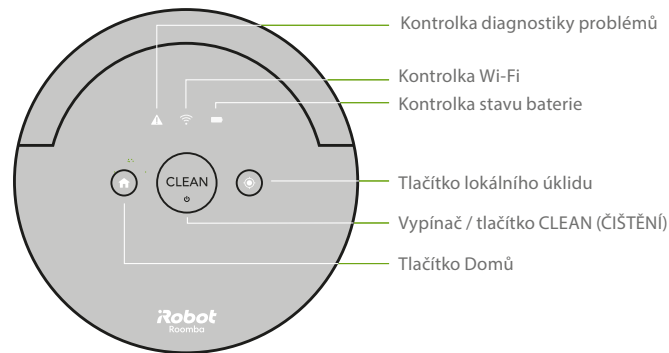 Kontrolka diagnostiky problémů
Kontrolka Wi-Fi
Kontrolka stavu baterie
CLEAN
Tlačítko lokálního úklidu
Vypínač / tlačítko CLEAN (ČIŠTĚNÍ)
Tlačítko Domů
iRobot
Roomba